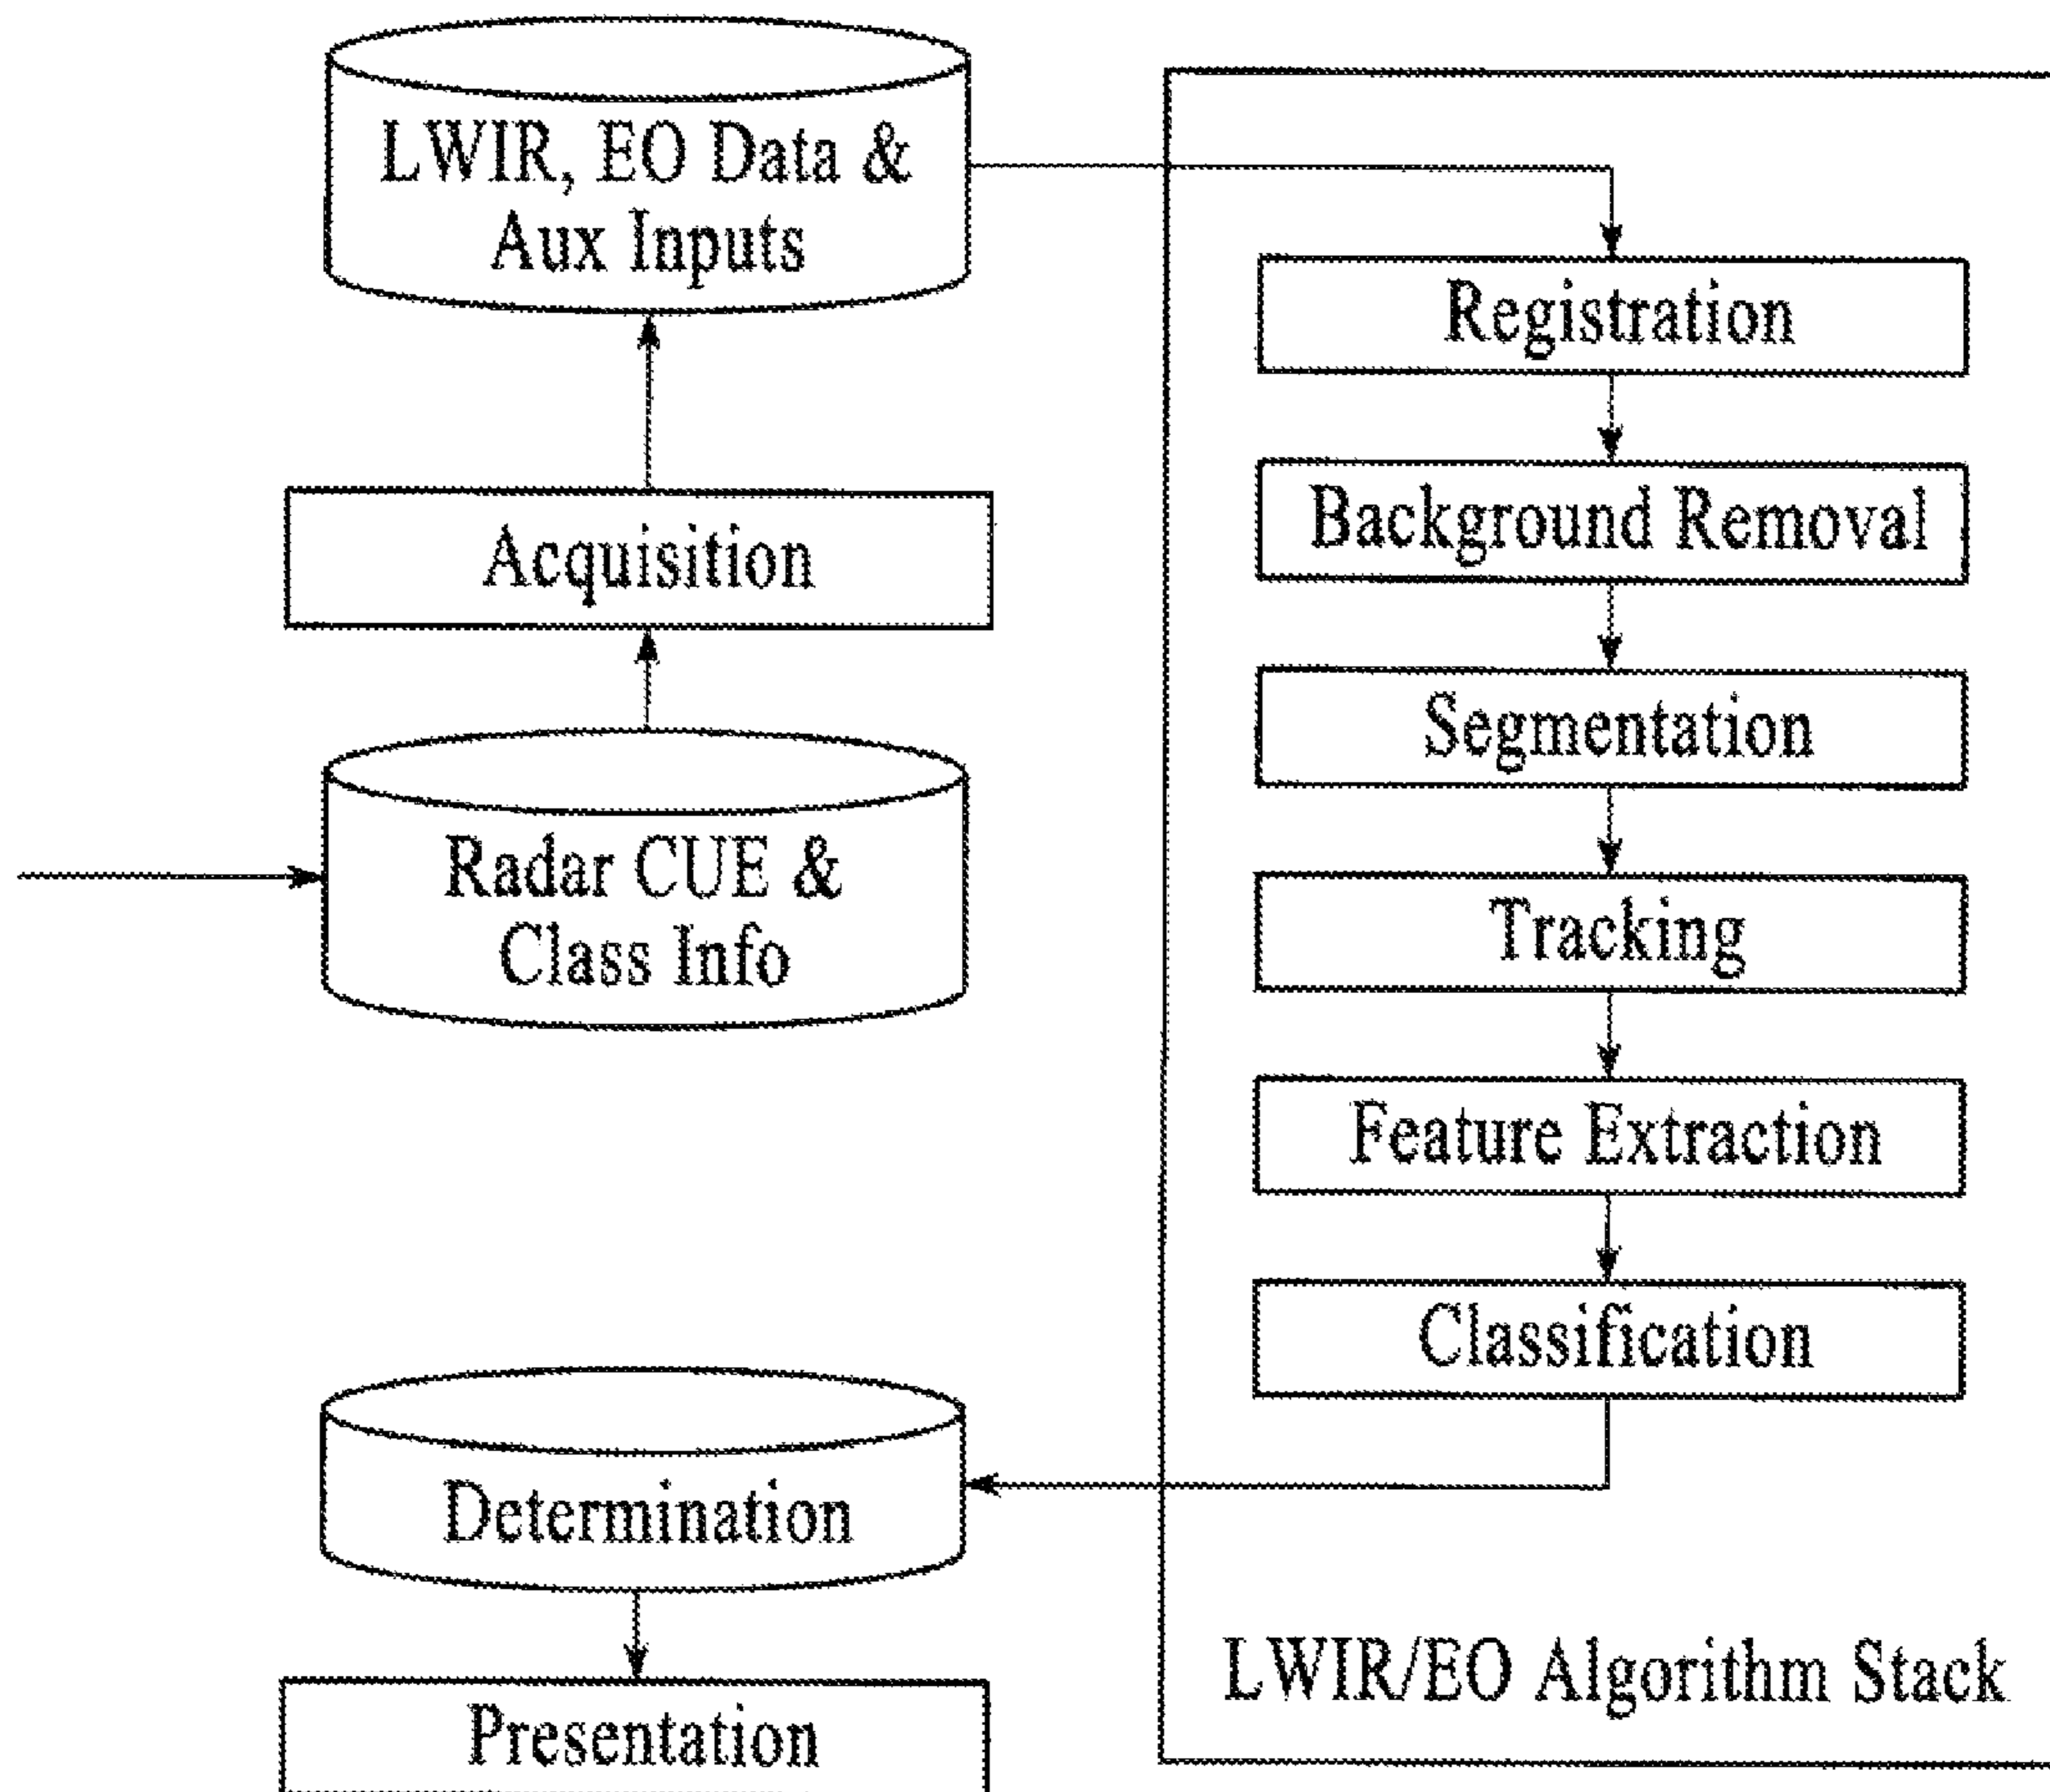 LWIR, EO Data &
Aux Inputs
Registration
Background Removal
Acquisition
Segmentation
Radar CUE &
Class Info
Tracking
Feature Extraction
Classification
Determination
LWIR/EO Algorithm Stack
Presentation